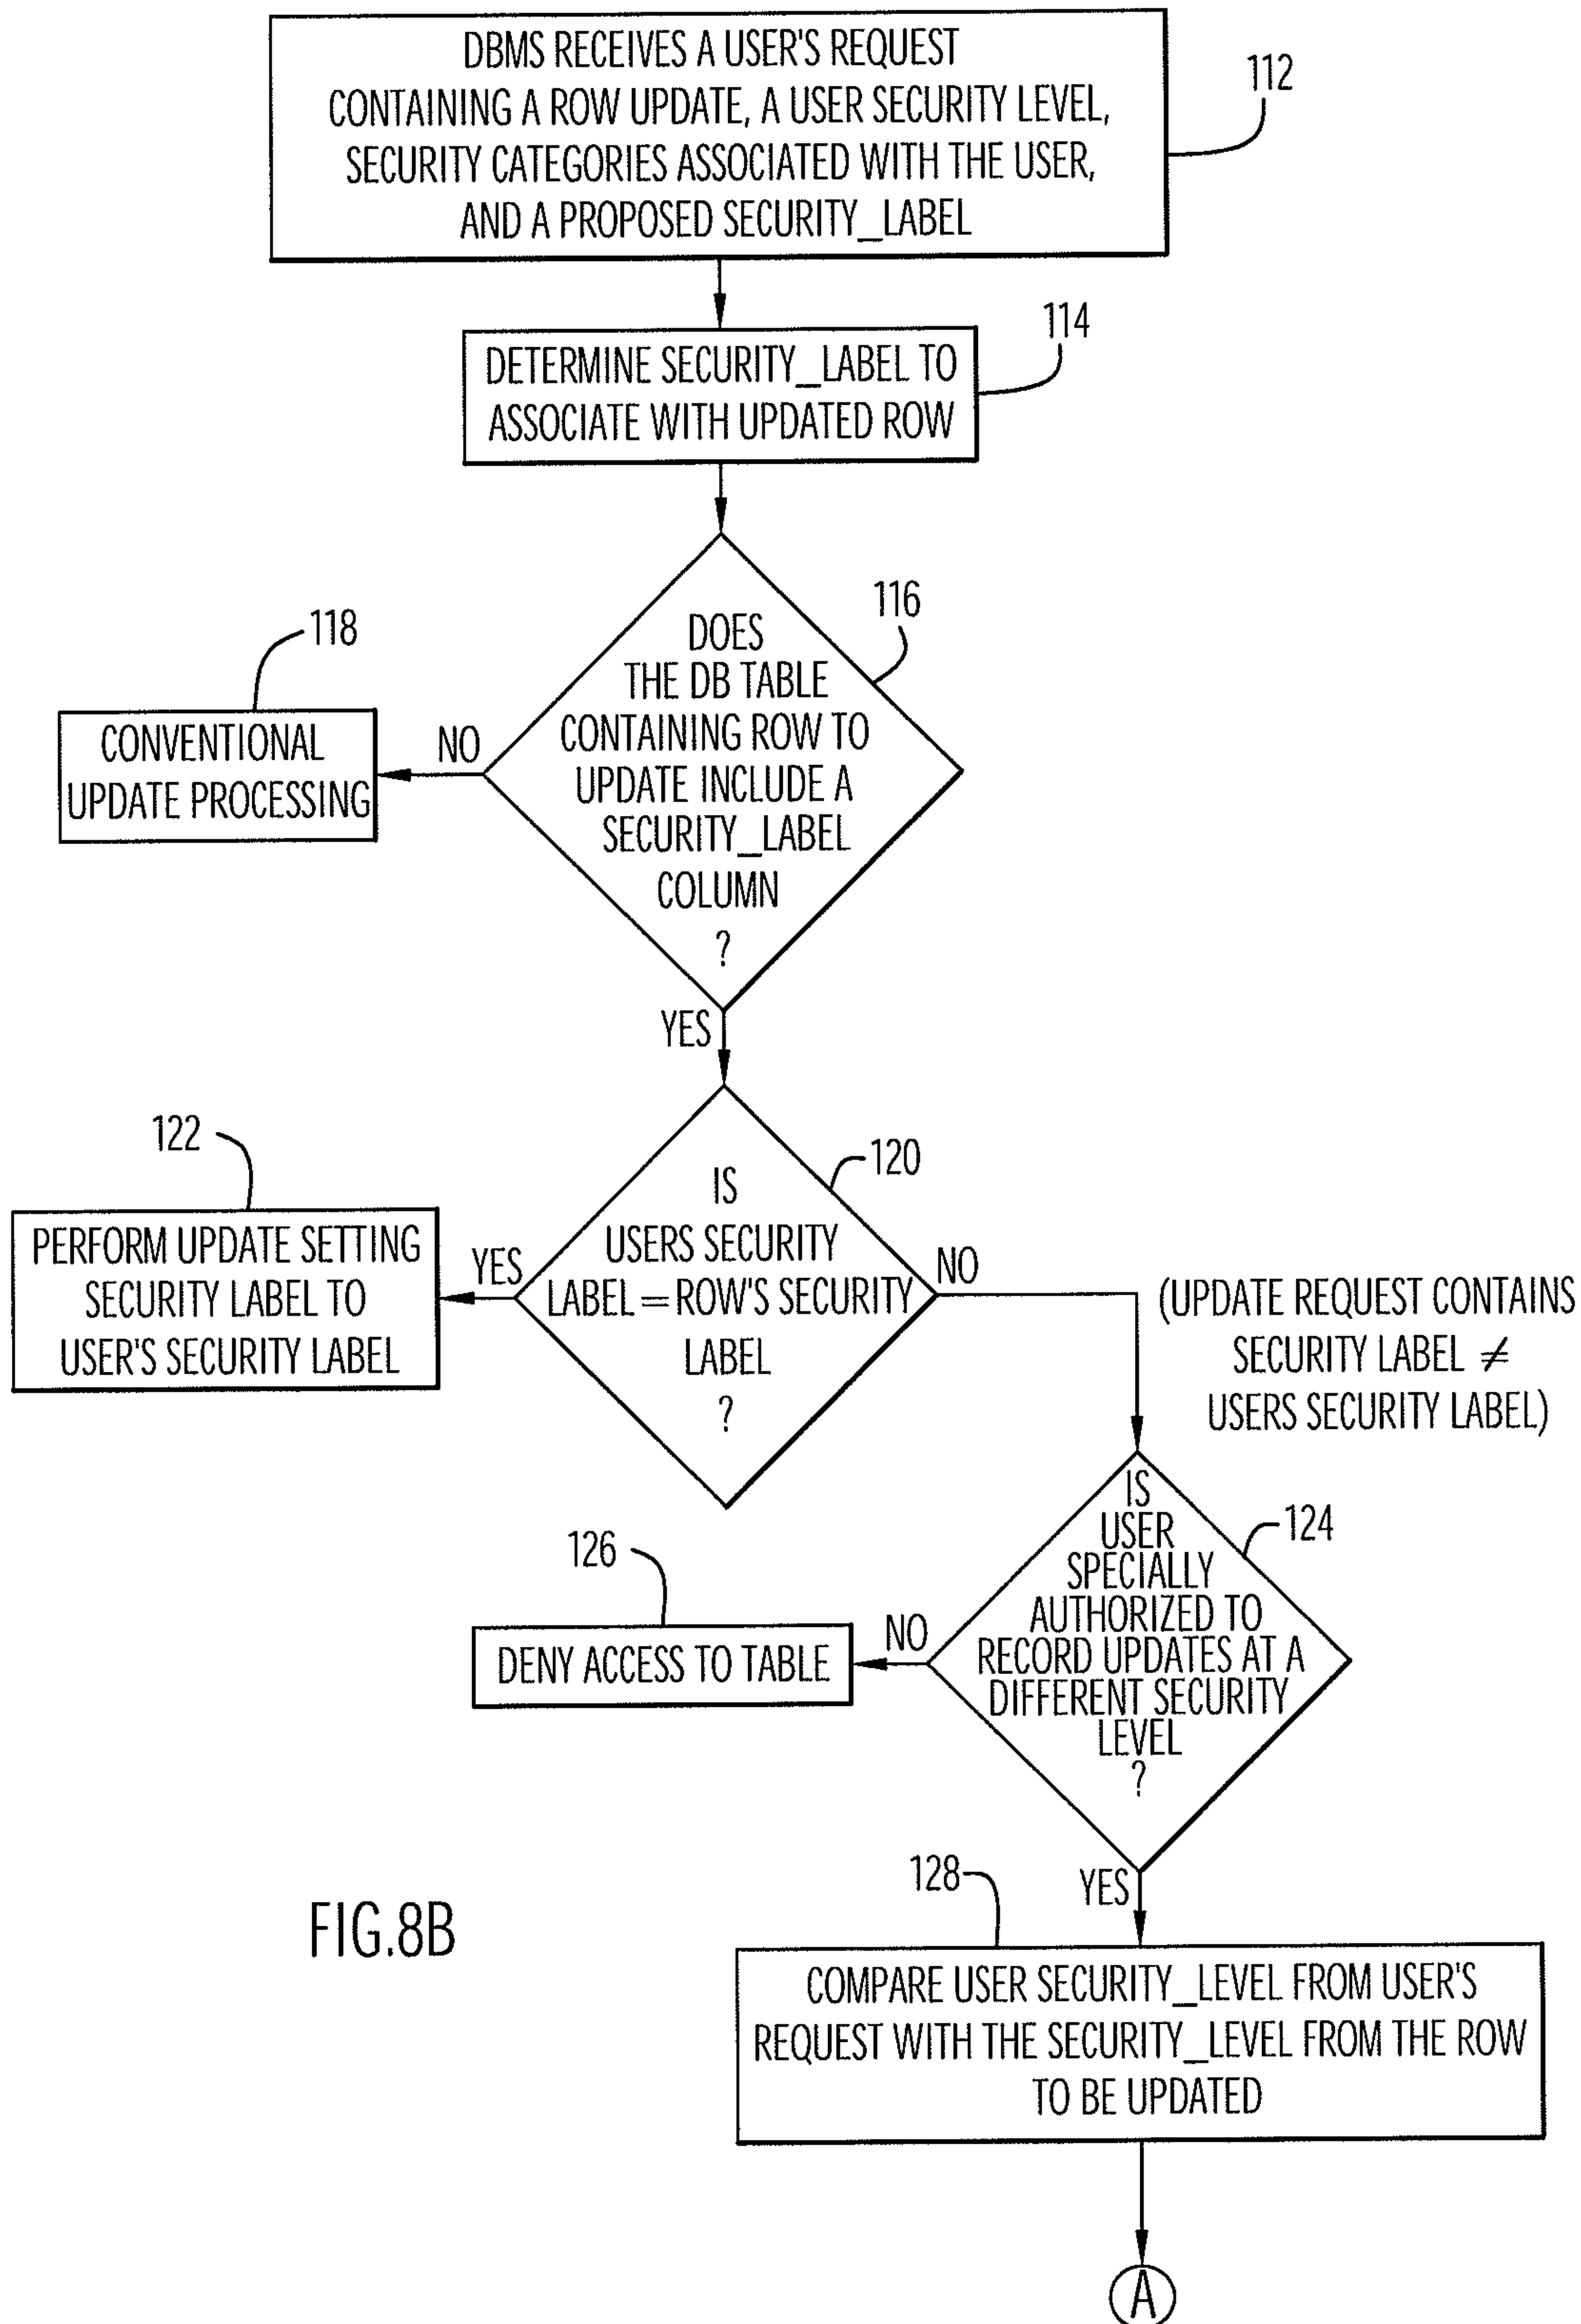 DBMS RECEIVES A USER'S REQUEST
CONTAINING A ROW UPDATE, A USER SECURITY LEVEL,
SECURITY CATEGORIES ASSOCIATED WITH THE USER,
AND A PROPOSED SECURITY_LABEL
112
DETERMINE SECURITY_LABEL TO
ASSOCIATE WITH UPDATED ROW
114
DOES
THE DB TABLE
CONTAINING ROW TO
UPDATE INCLUDE A
SECURITY_LABEL
COLUMN
?
116
NO
118
CONVENTIONAL
UPDATE PROCESSING
YES
IS
USERS SECURITY
LABEL=ROW'S SECURITY
LABEL
?
120
YES
122
PERFORM UPDATE SETTING
SECURITY LABEL TO
USER'S SECURITY LABEL
NO
(UPDATE REQUEST CONTAINS
SECURITY LABEL ≠
USERS SECURITY LABEL)
IS
USER
SPECIALLY
AUTHORIZED TO
RECORD UPDATES AT A
DIFFERENT SECURITY
LEVEL
?
124
NO
126
DENY ACCESS TO TABLE
YES
128
COMPARE USER SECURITY_LEVEL FROM USER'S
REQUEST WITH THE SECURITY_LEVEL FROM THE ROW
TO BE UPDATED
A
FIG.8B